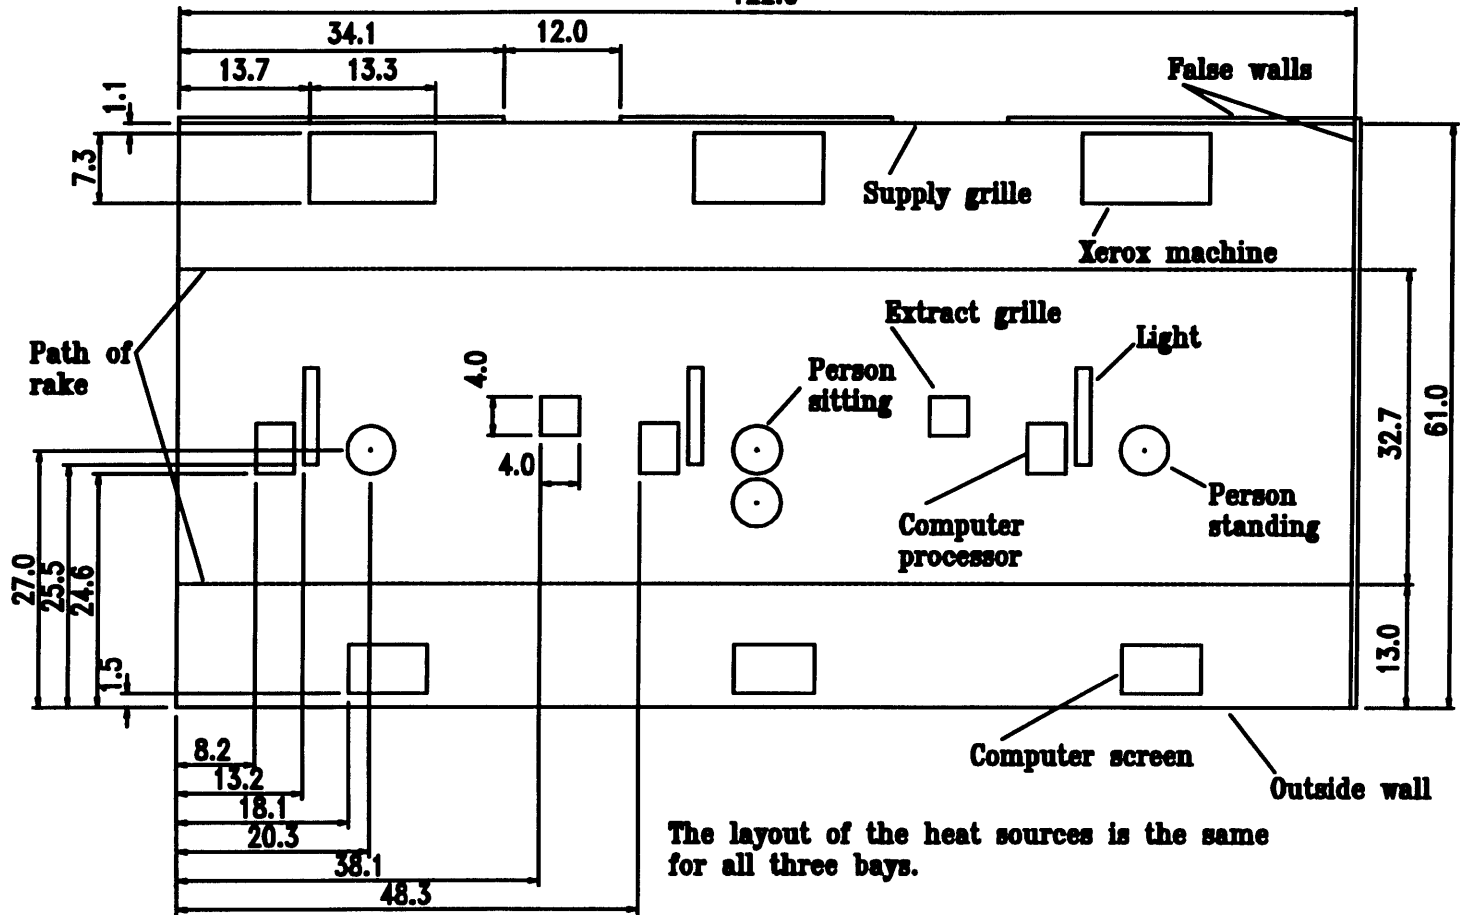 34.1
12.0
13.7
13.3
False walls
1.1
7.3
Supply grille
Xerox machine
Extract grille
Light
Path of
rake
4.0
Person
sitting
61.0
32.7
4.0
Person
standing
Computer
processor
27.0
25.5
24.6
13.0
1.5
Computer screen
8.2
13.2
Outside wall
18.1
20.3
The layout of the heat sources is the same
38.1
for all three bays.
48.3